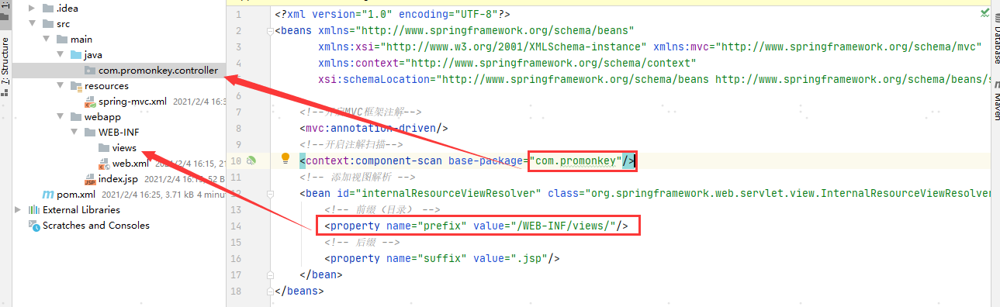 1:
7: Structure
.idea
src
main
java
com.promonkey.controller
resources
spring-mvc.xml 2021/2/4 16:5
webapp
WEB-INF
views
web.xml 2021/2/4 16:15, 21
index.jsp 2021/2/4 16:15, 52 B
pom.xml 2021/2/4 16:25, 3.71 kB 4 minu
External Libraries
Scratches and Consoles
1 <?xml version="1.0" encoding="UTF-8"?>
2 <beans xmlns="http://www.springframework.org/schema/beans"
3 xmlns:xsi="http://www.w3.org/2001/XMLSchema-instance" xmlns:mvc="http://www.springframework.org/schema/mvc"
4 xmlns:context="http://www.springframework.org/schema/context"
5 xsi:schemaLocation="http://www.springframework.org/schema/beans http://www.springframework.org/schema/beans/s
6
7 <!--开启MVC框架注解-->
8 <mvc:annotation-driven/>
9 <!--开启注解扫描-->
10 <context:component-scan base-package="com.promonkey"/>
11 <!-- 添加视图解析 -->
12 <bean id="internalResourceViewResolver" class="org.springframework.web.servlet.view.InternalResourceViewResolver
13 <!-- 前缀（目录） -->
14 <property name="prefix" value="/WEB-INF/views/"/>
15 <!-- 后缀 -->
16 <property name="suffix" value=".jsp"/>
17 </bean>
18 </beans>
Database
Maven